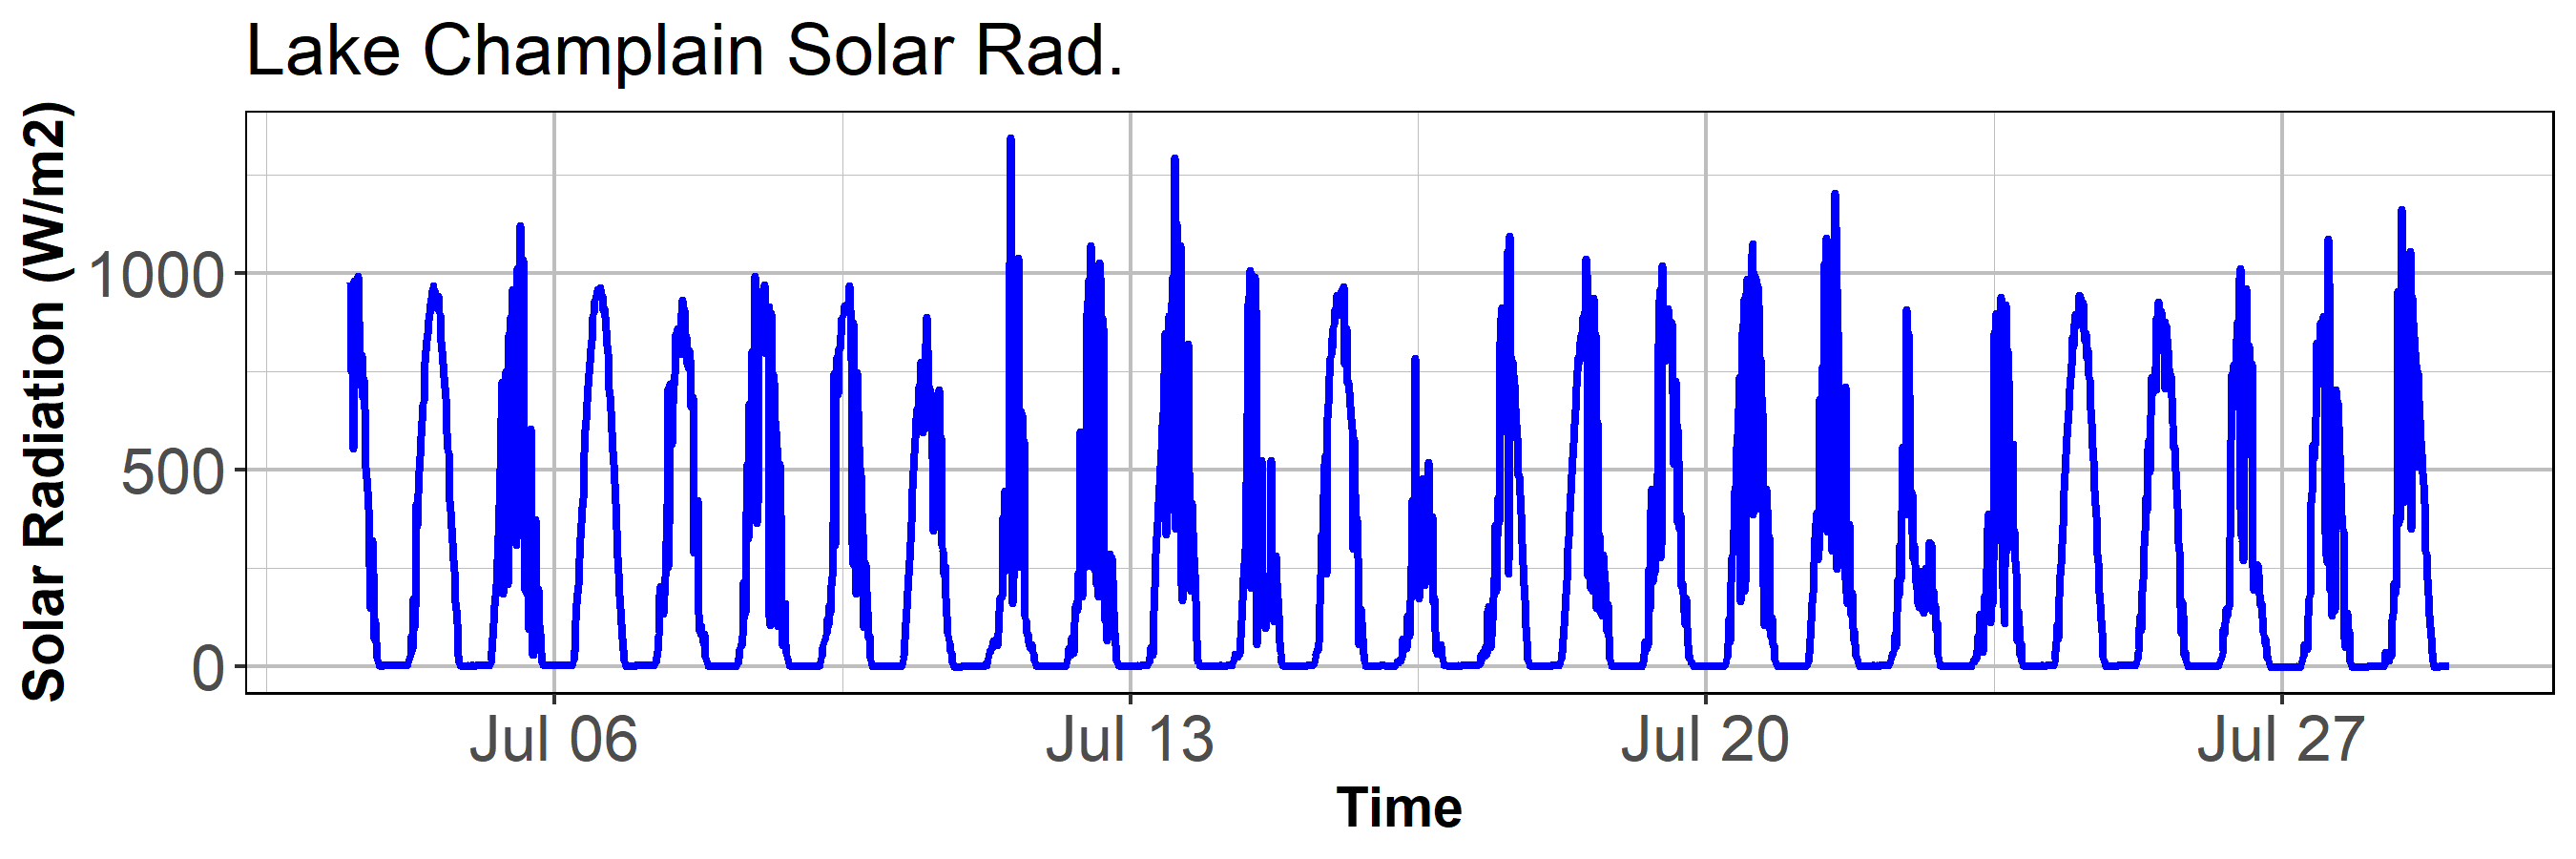 Lake Champlain Solar Rad.
Solar Radiation (W/m2)
1000
500
0
Jul 06
Jul 13
Jul 20
Jul 27
Time